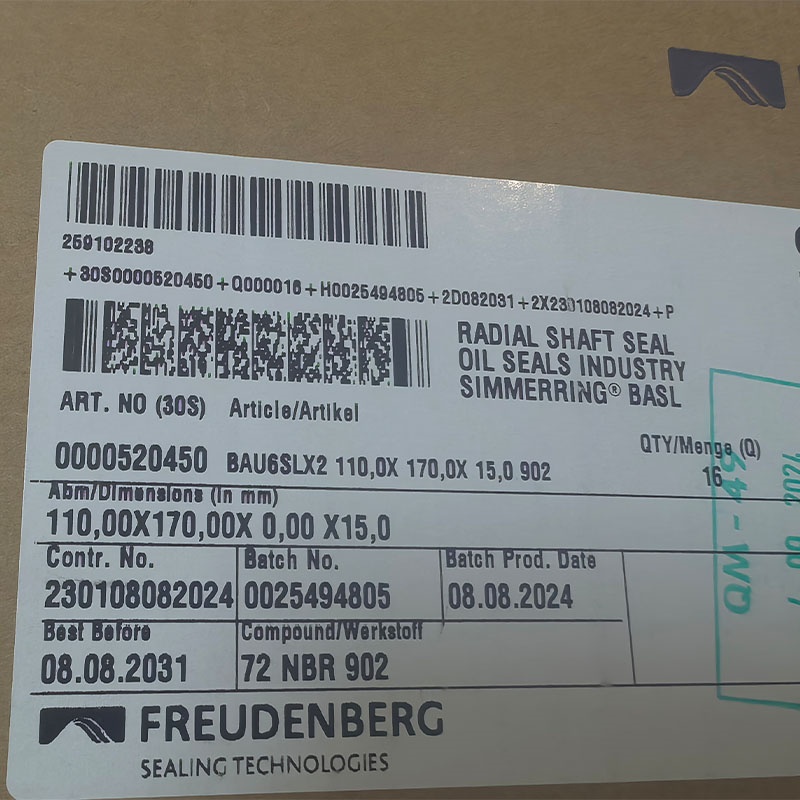 259102238
+30S0000520450+Q000016+H0025494805+2D082031+2X230108082024+P
RADIAL SHAFT SEAL
OIL SEALS INDUSTRY
SIMMERRING® BASL
ART. NO (30S) Article/Artikel
QTY/Menge (Q)
0000520450 BAU6SLX2 110,0X 170,0X 15,0 902
16
Abm/Dimensions (in mm)
110,00X170,00X 0,00 X15,0
Contr. No. Batch No. Batch Prod. Date
230108082024 0025494805 08.08.2024
Best Before Compound/Werkstoff
08.08.2031 72 NBR 902
FREUDENBERG
SEALING TECHNOLOGIES
QM - 49
2024